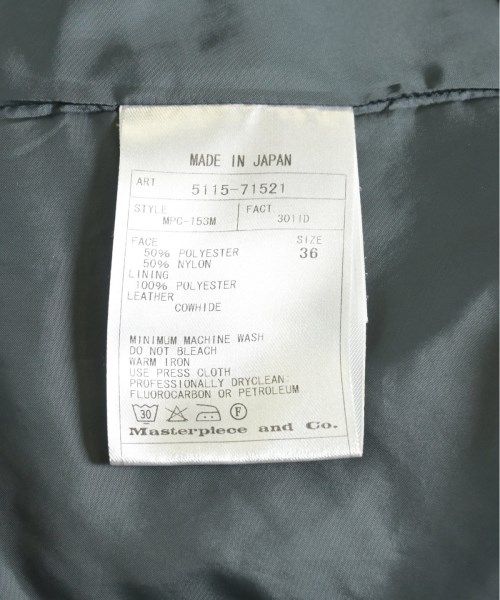 MADE IN JAPAN
ART 5115-71521
STYLE FACT
MPC-153M 3011D
FACE SIZE
50% POLYESTER 36
50% NYLON
LINING
100% POLYESTER
LEATHER
COWHIDE
MINIMUM MACHINE WASH
DO NOT BLEACH
WARM IRON
USE PRESS CLOTH
PROFESSIONALLY DRYCLEAN
FLUOROCARBON OR PETROLEUM
30 F
Masterpiece and Co.